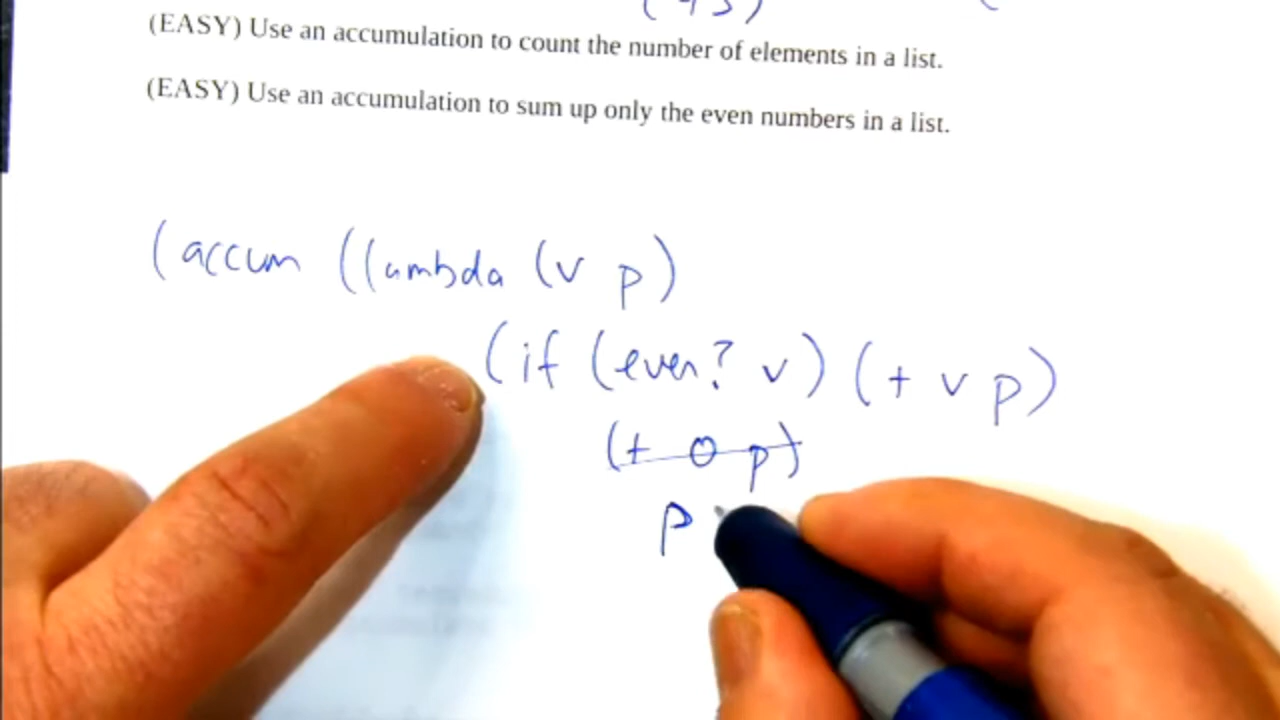 (43)
(EASY) Use an accumulation to count the number of elements in a list.
(EASY) Use an accumulation to sum up only the even numbers in a list.
(accum ((lambda (v p)
(if (even? v) (+ v p)
(+ 0 p)
p